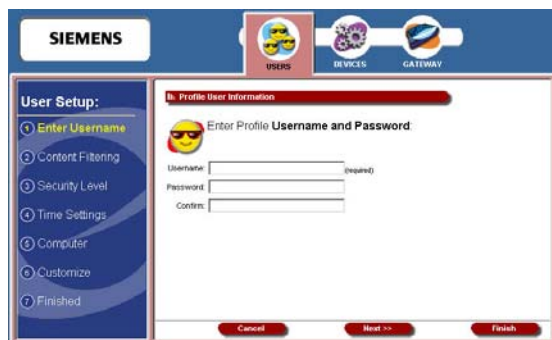 SIEMENS
USERS
DEVICES
GATEWAY
User Setup:
1 Enter Username
2 Content Filtering
3 Security Level
4 Time Settings
5 Computer
6 Customize
7 Finished
Profile User Information
Enter Profile Username and Password:
Username: (required)
Password:
Confirm:
Cancel
Next >>
Finish